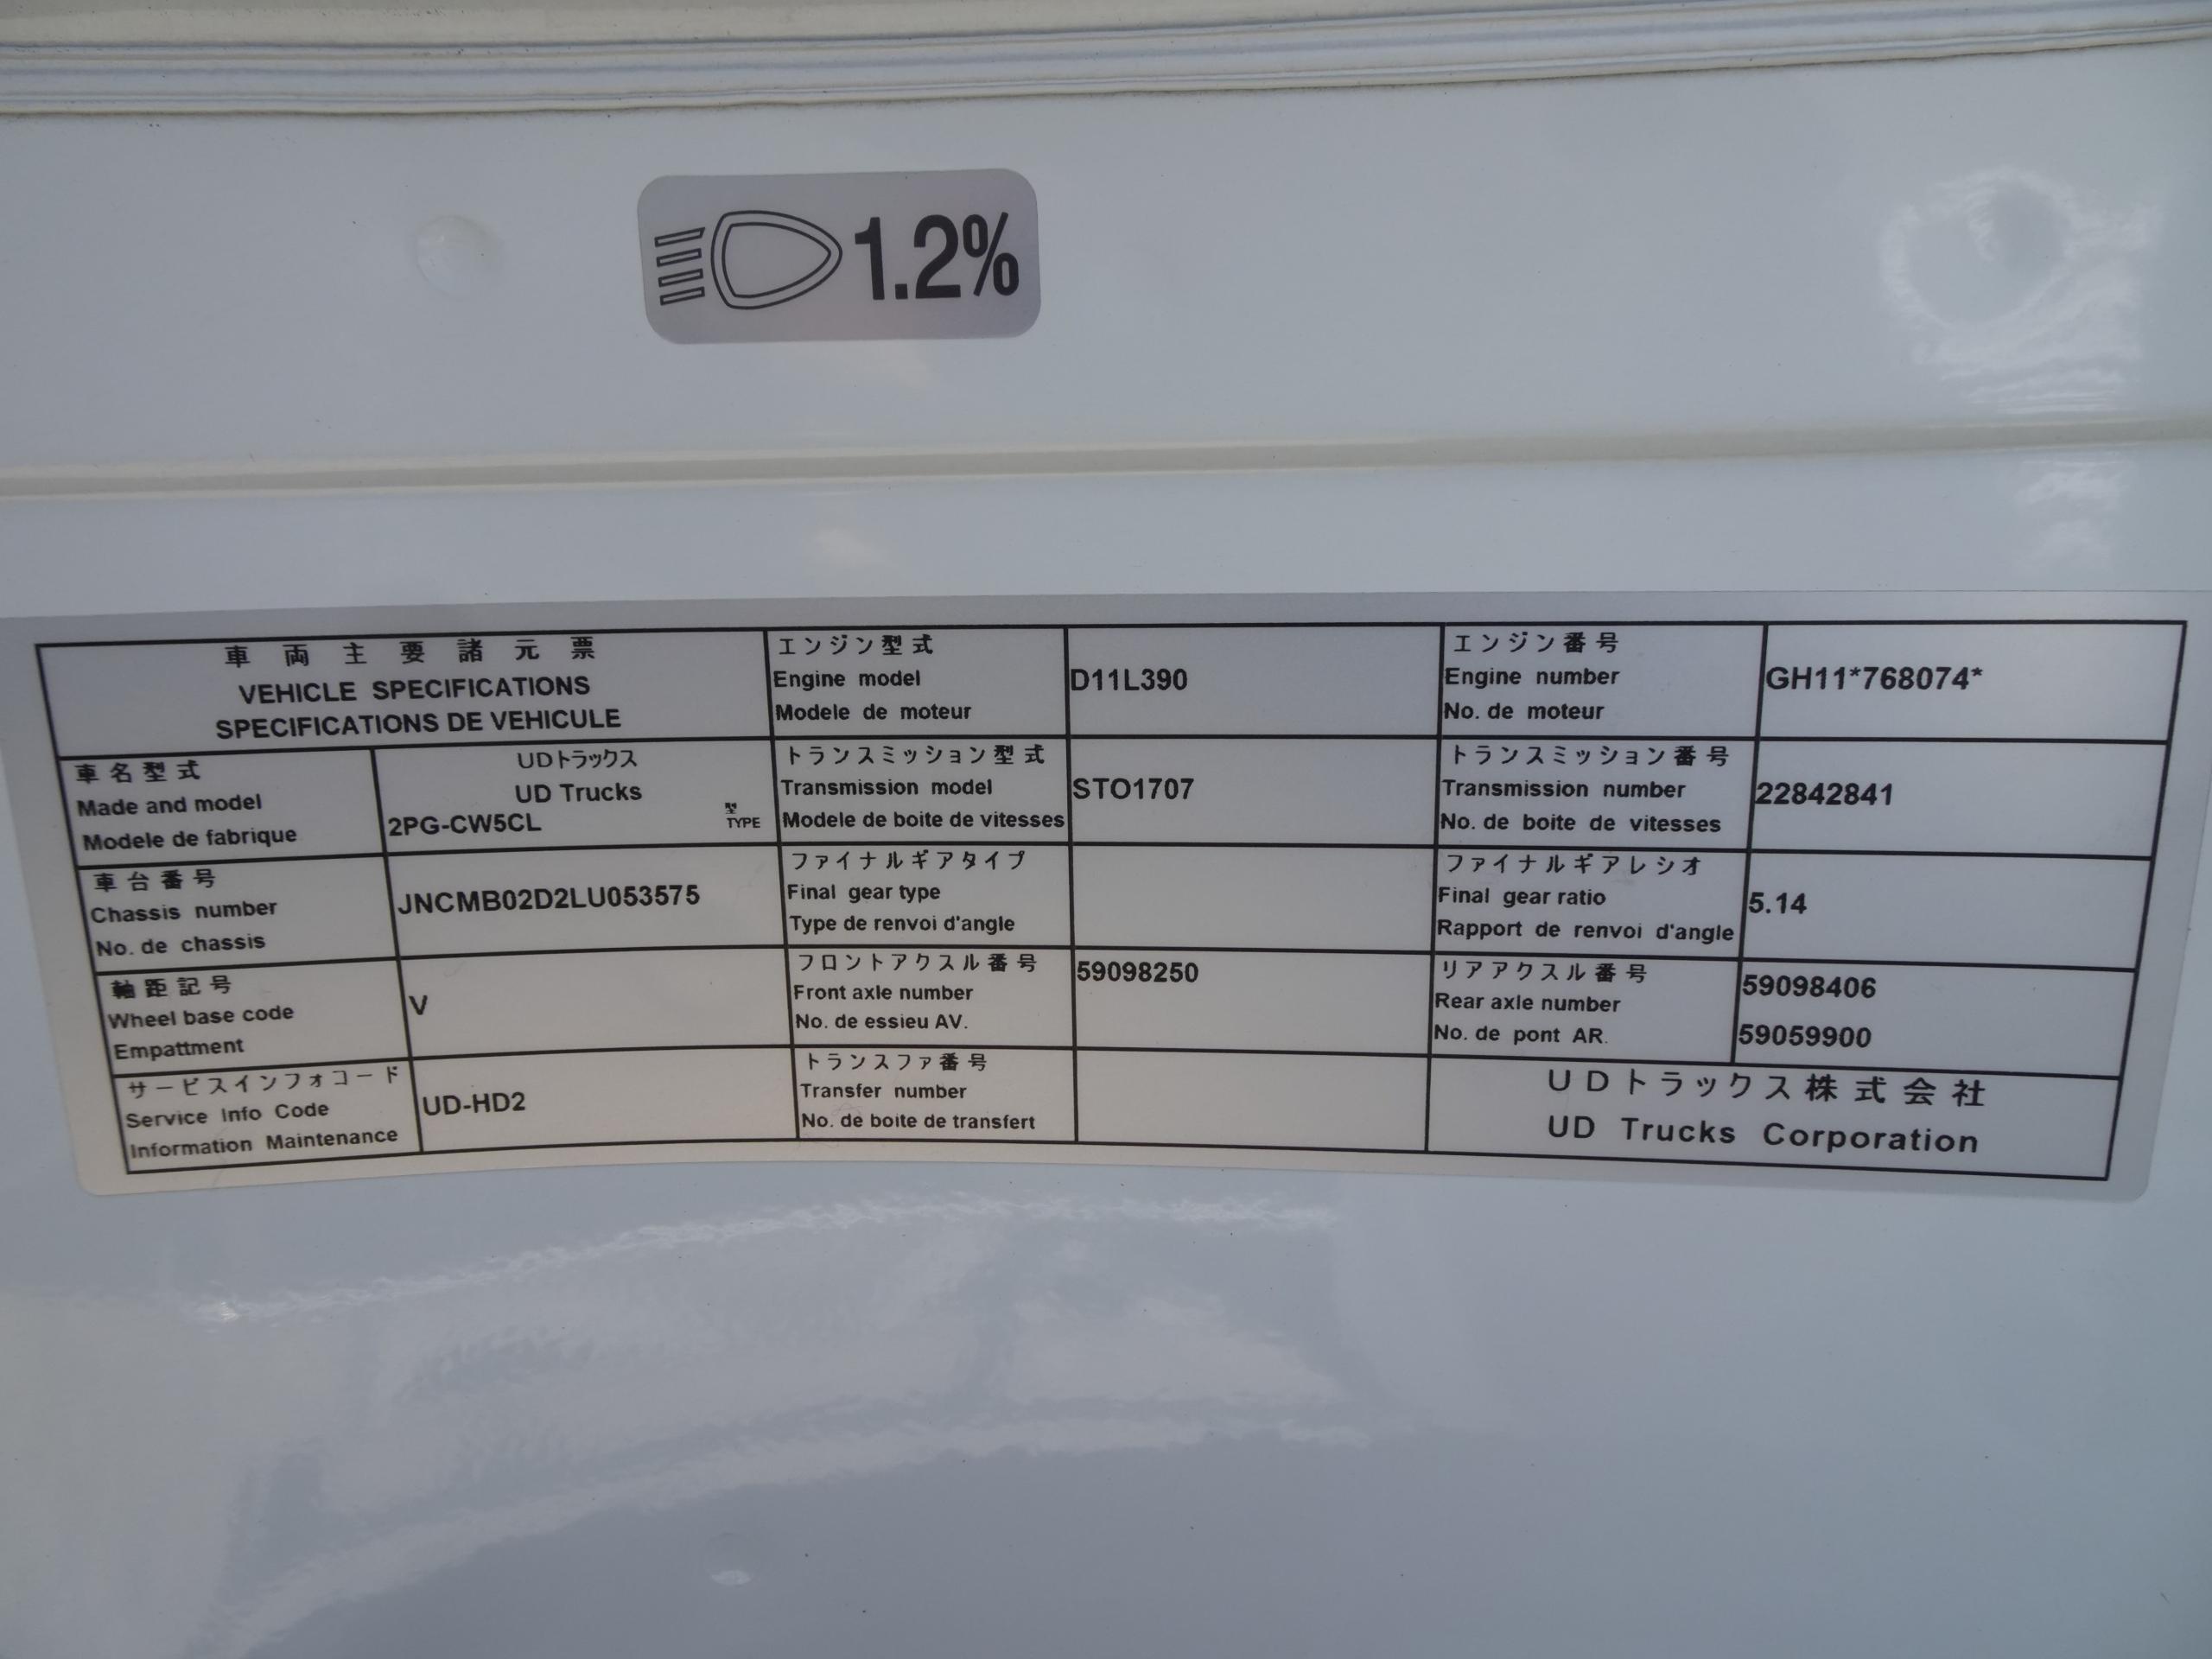 1.2%
車両主要諸元票
VEHICLE SPECIFICATIONS
SPECIFICATIONS DE VEHICULE
エンジン型式
Engine model
Modele de moteur
D11L390
エンジン番号
Engine number
No. de moteur
GH11*768074*
車名型式
Made and model
Modele de fabrique
UDトラックス
UD Trucks
2PG-CW5CL
型
TYPE
トランスミッション型式
Transmission model
Modele de boite de vitesses
STO1707
トランスミッション番号
Transmission number
No. de boite de vitesses
22842841
車台番号
Chassis number
No. de chassis
JNCMB02D2LU053575
ファイナルギアタイプ
Final gear type
Type de renvoi d'angle
ファイナルギアレシオ
Final gear ratio
Rapport de renvoi d'angle
5.14
軸距記号
Wheel base code
Empattment
V
フロントアクスル番号
Front axle number
No. de essieu AV.
59098250
リアアクスル番号
Rear axle number
No. de pont AR.
59098406
59059900
サービスインフォコード
Service Info Code
Information Maintenance
UD-HD2
トランスファ番号
Transfer number
No. de boite de transfert
UDトラックス株式会社
UD Trucks Corporation